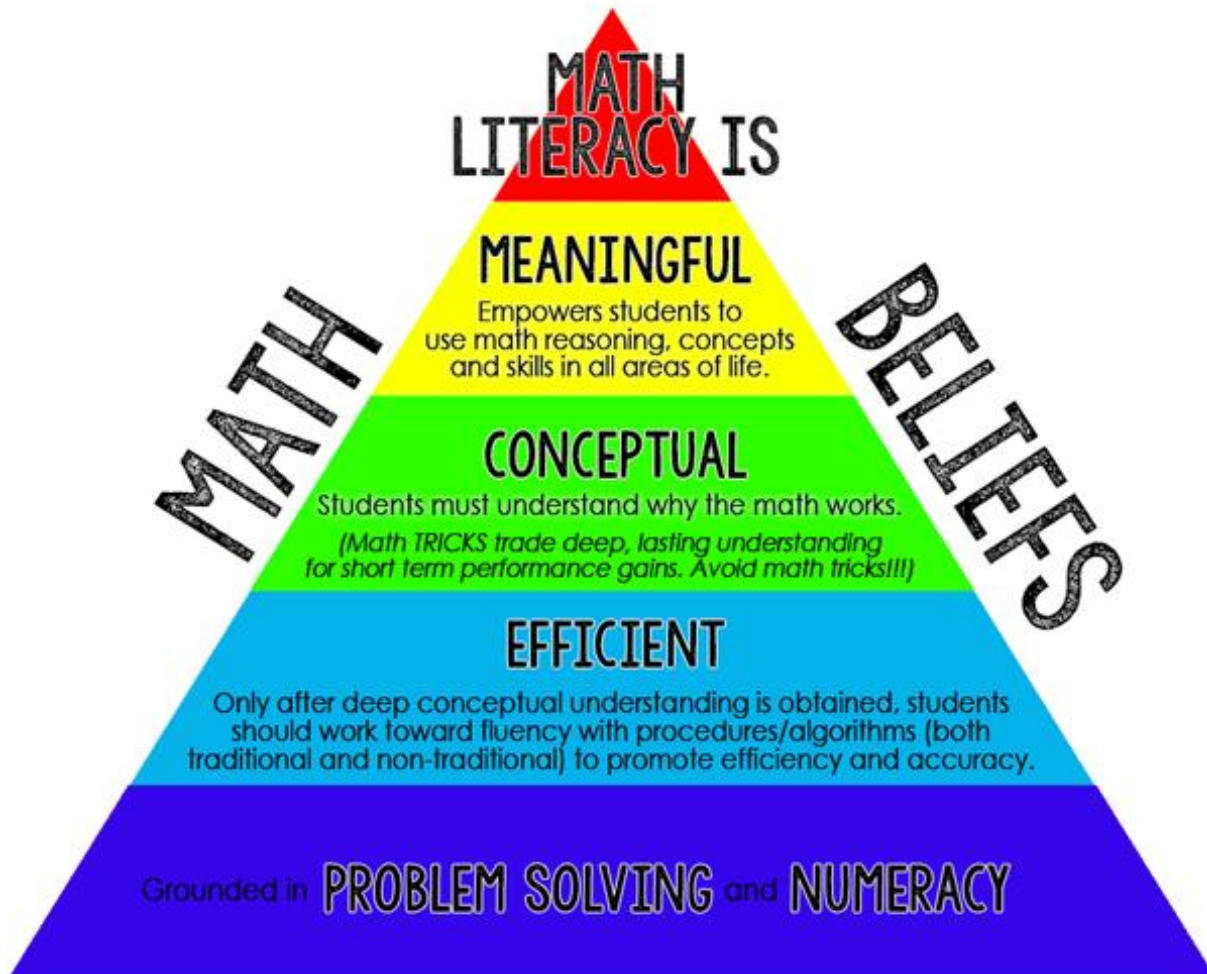 MATH
LITERACY IS
MATH
BELIEFS
MEANINGFUL
Empowers students to
use math reasoning, concepts
and skills in all areas of life.
CONCEPTUAL
Students must understand why the math works.
(Math TRICKS trade deep, lasting understanding
for short term performance gains. Avoid math tricks!!!)
EFFICIENT
Only after deep conceptual understanding is obtained, students
should work toward fluency with procedures/algorithms (both
traditional and non-traditional) to promote efficiency and accuracy.
Grounded in PROBLEM SOLVING and NUMERACY